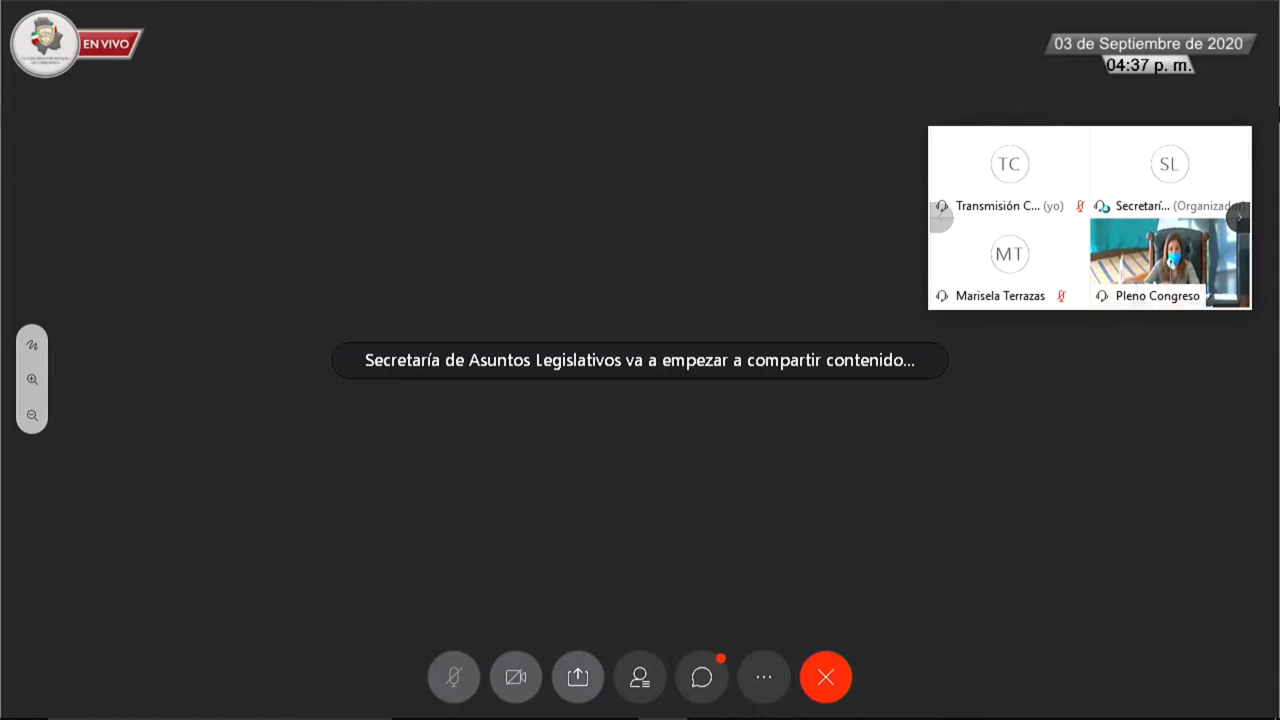 EN VIVO
03 de Septiembre de 2020
04:37 p. m.
TC
SL
Transmisión C... (yo)
Secretarí... (Organizador)
MT
Marisela Terrazas
Pleno Congreso
Secretaría de Asuntos Legislativos va a empezar a compartir contenido...